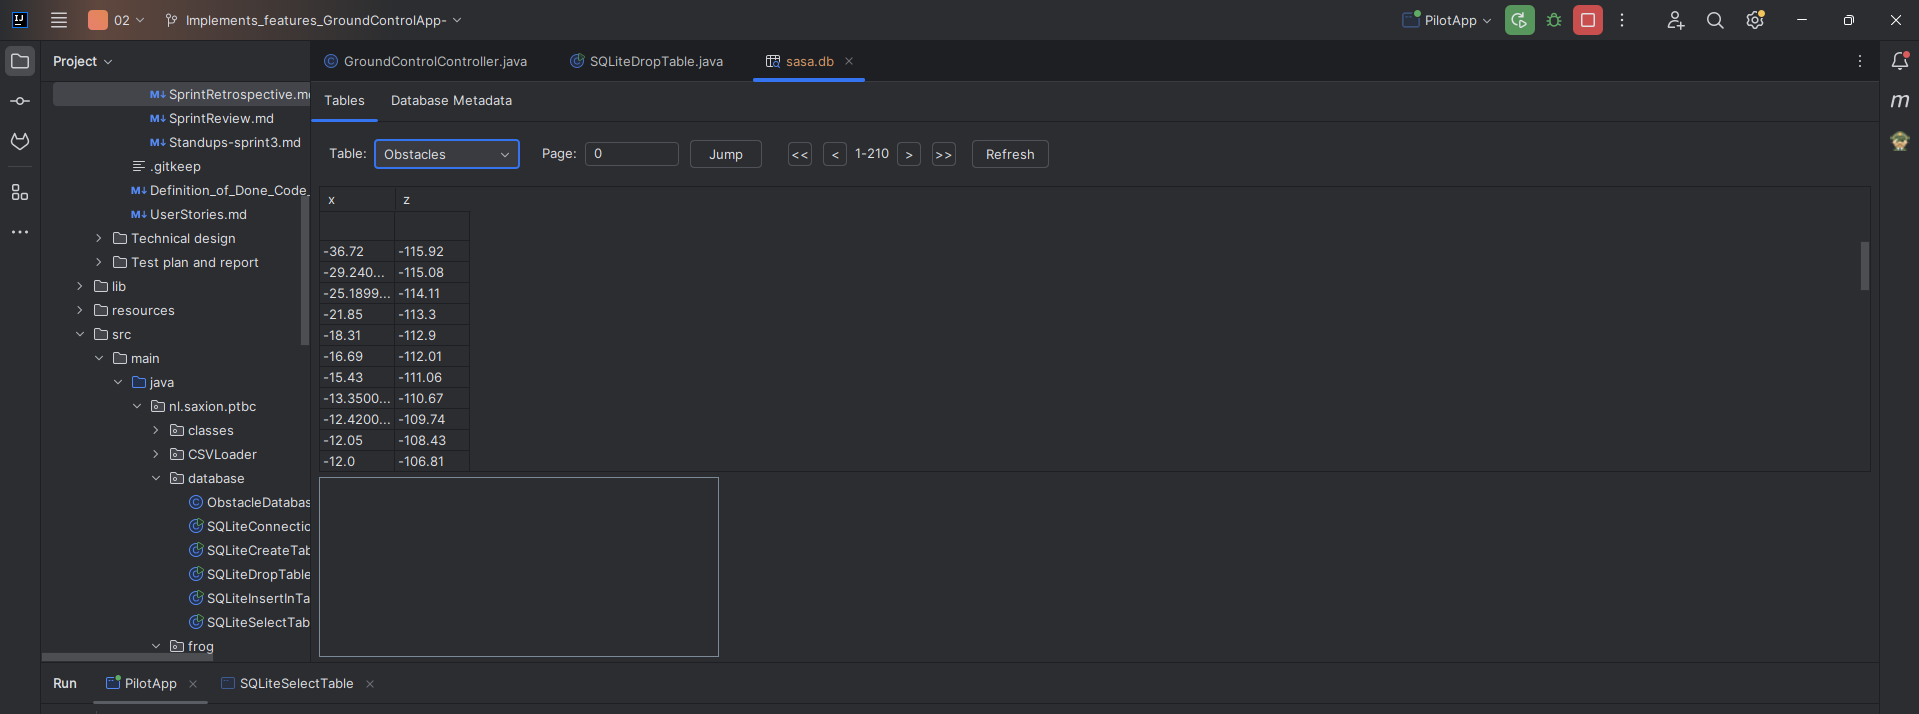 IJ 02 Implements_features_GroundControlApp- PilotApp
Project
GroundControlController.java SQLiteDropTable.java sasa.db
Tables Database Metadata
Table: Obstacles Page: 0 Jump << < 1-210 > >> Refresh
x z
-36.72 -115.92
-29.240... -115.08
-25.1899... -114.11
-21.85 -113.3
-18.31 -112.9
-16.69 -112.01
-15.43 -111.06
-13.3500... -110.67
-12.4200... -109.74
-12.05 -108.43
-12.0 -106.81
M↓ SprintRetrospective.m
M↓ SprintReview.md
M↓ Standups-sprint3.md
.gitkeep
M↓ Definition_of_Done_Code_
M↓ UserStories.md
Technical design
Test plan and report
lib
resources
src
main
java
nl.saxion.ptbc
classes
CSVLoader
database
C ObstacleDatabas
C SQLiteConnectio
C SQLiteCreateTab
C SQLiteDropTable
C SQLiteInsertInTa
C SQLiteSelectTab
frog
m
Run PilotApp SQLiteSelectTable